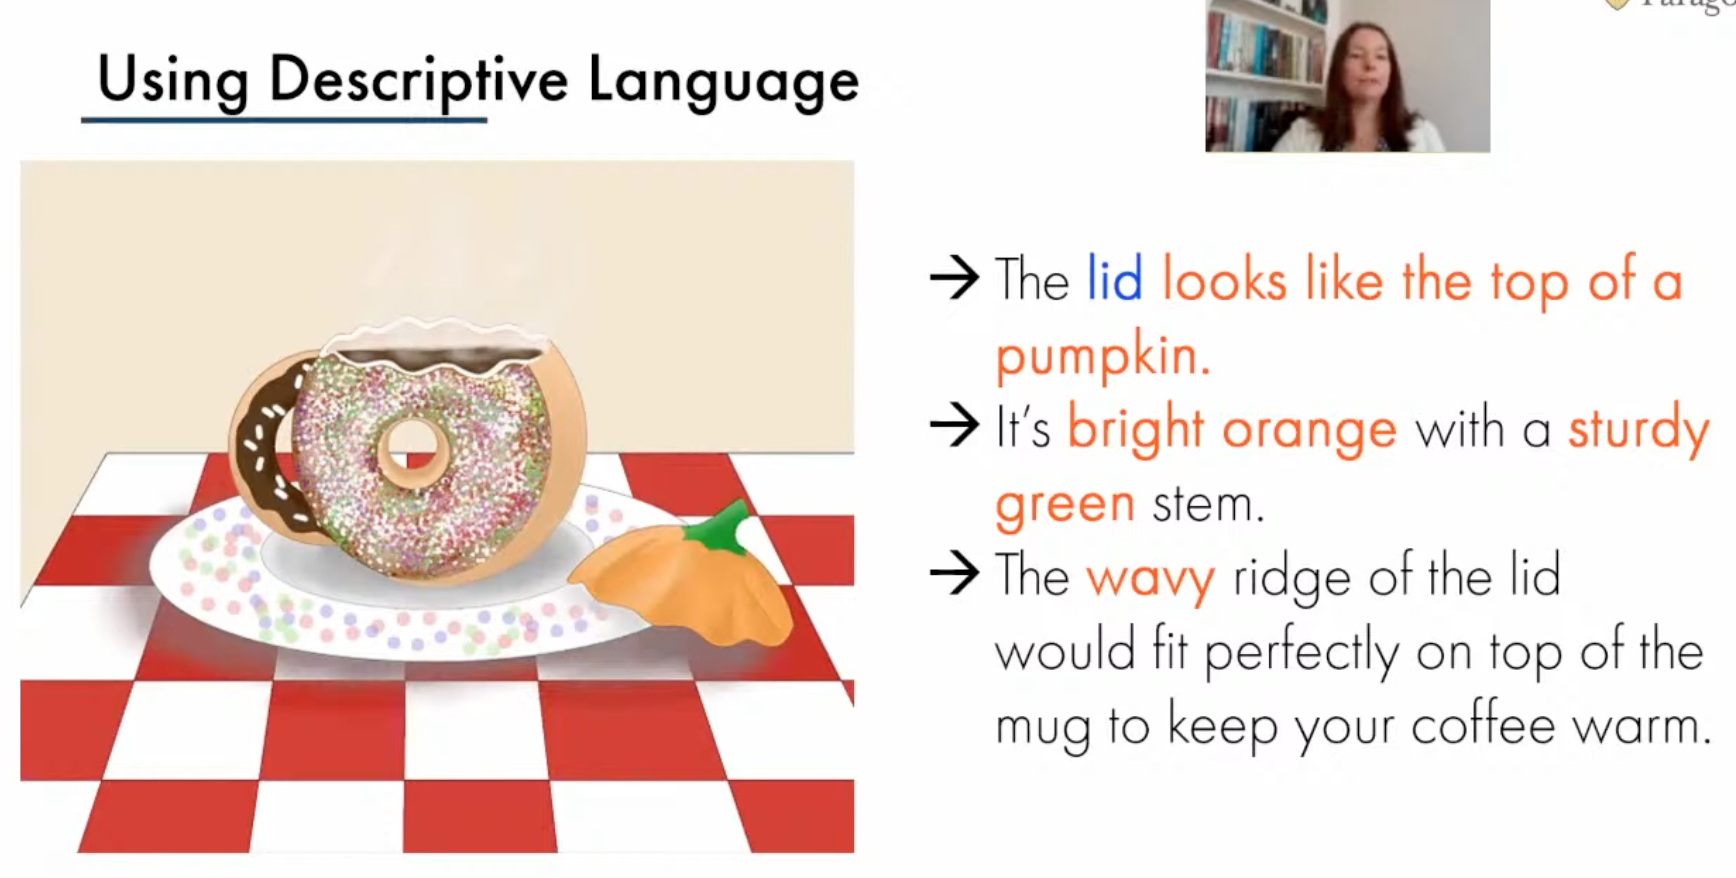 Using Descriptive Language
→ The lid looks like the top of a
pumpkin.
→ It's bright orange with a sturdy
green stem.
→ The wavy ridge of the lid
would fit perfectly on top of the
mug to keep your coffee warm.